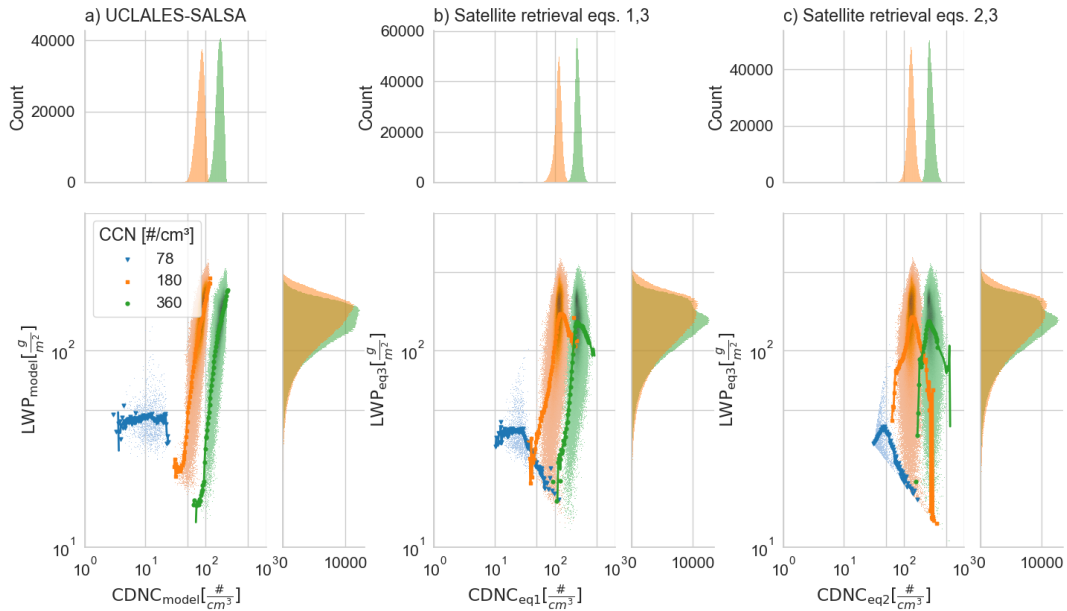 a) UCLALES-SALSA
b) Satellite retrieval eqs. 1,3
c) Satellite retrieval eqs. 2,3
40000
20000
0
Count
60000
40000
20000
0
Count
40000
20000
0
Count
CCN [#/cm³]
78
180
360
LWP_model[g/m²]
10²
10¹
10⁰ 10¹ 10² 10³
0 10000
CDNC_model[#/cm³]
LWP_eq3[g/m²]
10²
10¹
10⁰ 10¹ 10² 10³
0 10000
CDNC_eq1[#/cm³]
LWP_eq3[g/m²]
10²
10¹
10⁰ 10¹ 10² 10³
0 10000
CDNC_eq2[#/cm³]